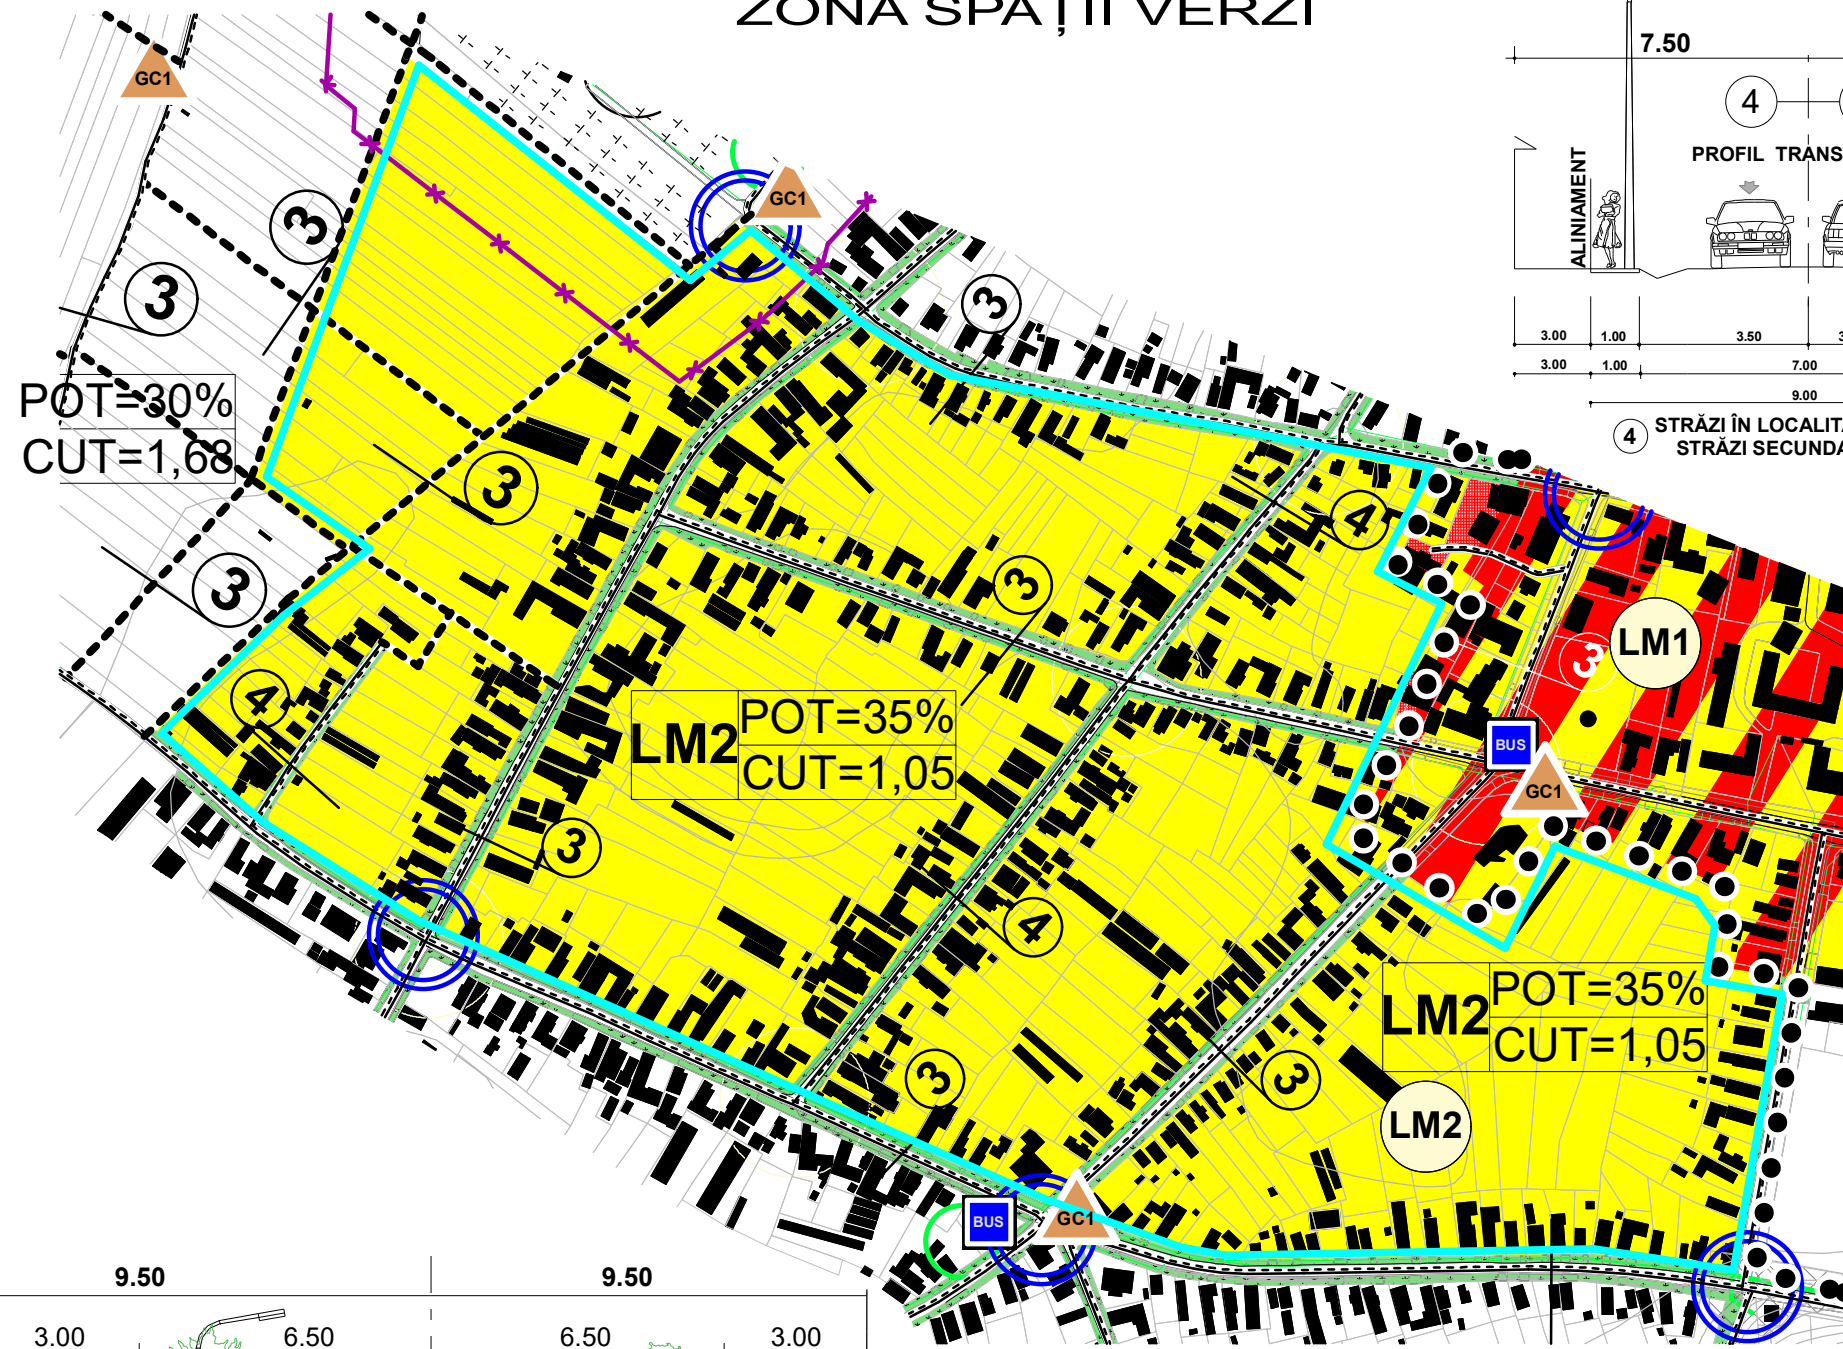 ZONA SPAȚII VERZI
7.50
GC1
4
PROFIL TRANS
ALINIAMENT
GC1
3
3
3
3.00
1.00
3.50
3.00
1.00
7.00
9.00
POT=30%
CUT=1,68
4
STRĂZI ÎN LOCALIT
STRĂZI SECUND
3
4
3
3
LM1
3
4
LM2
POT=35%
CUT=1,05
BUS
GC1
3
4
LM2
POT=35%
CUT=1,05
3
3
LM2
BUS
GC1
9.50
9.50
3.00
6.50
6.50
3.00